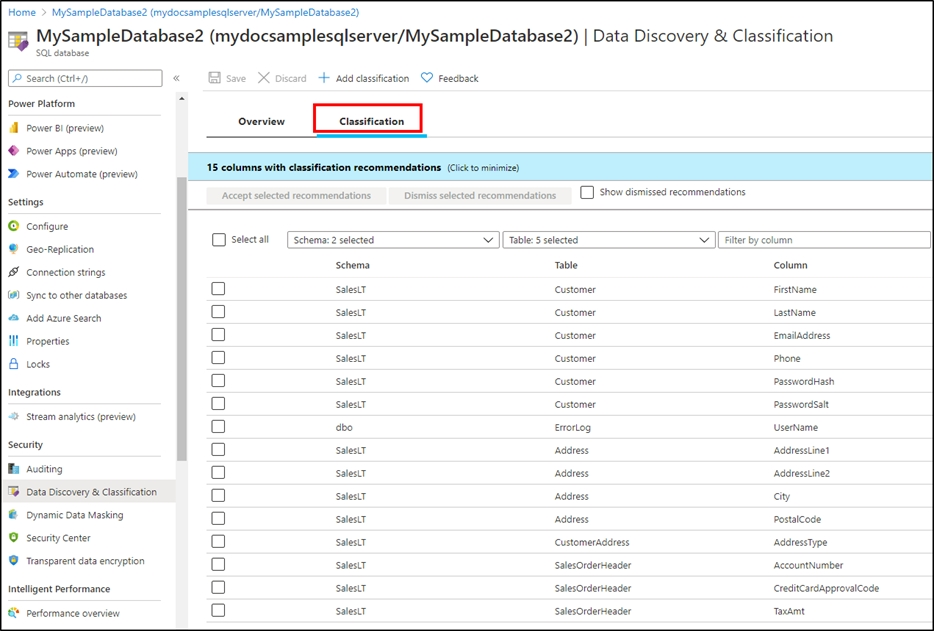 Home > MySampleDatabase2 (mydocsamplesqlserver/MySampleDatabase2)
MySampleDatabase2 (mydocsamplesqlserver/MySampleDatabase2) | Data Discovery & Classification
SQL database
Search (Ctrl+/) «
Power Platform
Power BI (preview)
Power Apps (preview)
Power Automate (preview)
Settings
Configure
Geo-Replication
Connection strings
Sync to other databases
Add Azure Search
Properties
Locks
Integrations
Stream analytics (preview)
Security
Auditing
Data Discovery & Classification
Dynamic Data Masking
Security Center
Transparent data encryption
Intelligent Performance
Performance overview
Save Discard Add classification Feedback
Overview Classification
15 columns with classification recommendations (Click to minimize)
Accept selected recommendations Dismiss selected recommendations Show dismissed recommendations
Select all Schema: 2 selected Table: 5 selected Filter by column
Schema Table Column
SalesLT Customer FirstName
SalesLT Customer LastName
SalesLT Customer EmailAddress
SalesLT Customer Phone
SalesLT Customer PasswordHash
SalesLT Customer PasswordSalt
dbo ErrorLog UserName
SalesLT Address AddressLine1
SalesLT Address AddressLine2
SalesLT Address City
SalesLT Address PostalCode
SalesLT CustomerAddress AddressType
SalesLT SalesOrderHeader AccountNumber
SalesLT SalesOrderHeader CreditCardApprovalCode
SalesLT SalesOrderHeader TaxAmt